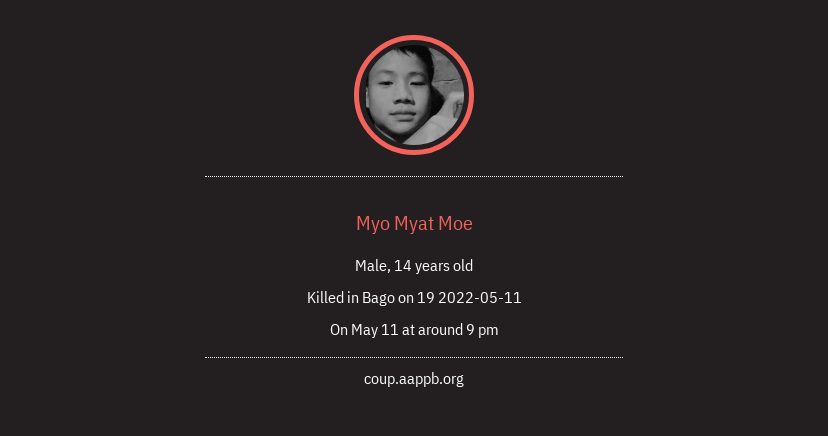 Myo Myat Moe
Male, 14 years old
Killed in Bago on 19 2022-05-11
On May 11 at around 9 pm
coup.aappb.org